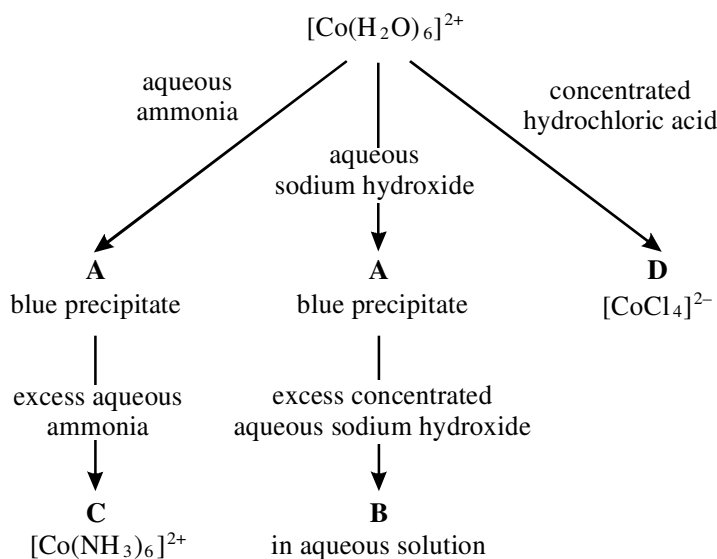 [Co(H₂O)₆]²⁺
aqueous
ammonia
concentrated
hydrochloric acid
aqueous
sodium hydroxide
A
blue precipitate
A
blue precipitate
D
[CoCl₄]²⁻
excess aqueous
ammonia
excess concentrated
aqueous sodium hydroxide
C
[Co(NH₃)₆]²⁺
B
in aqueous solution